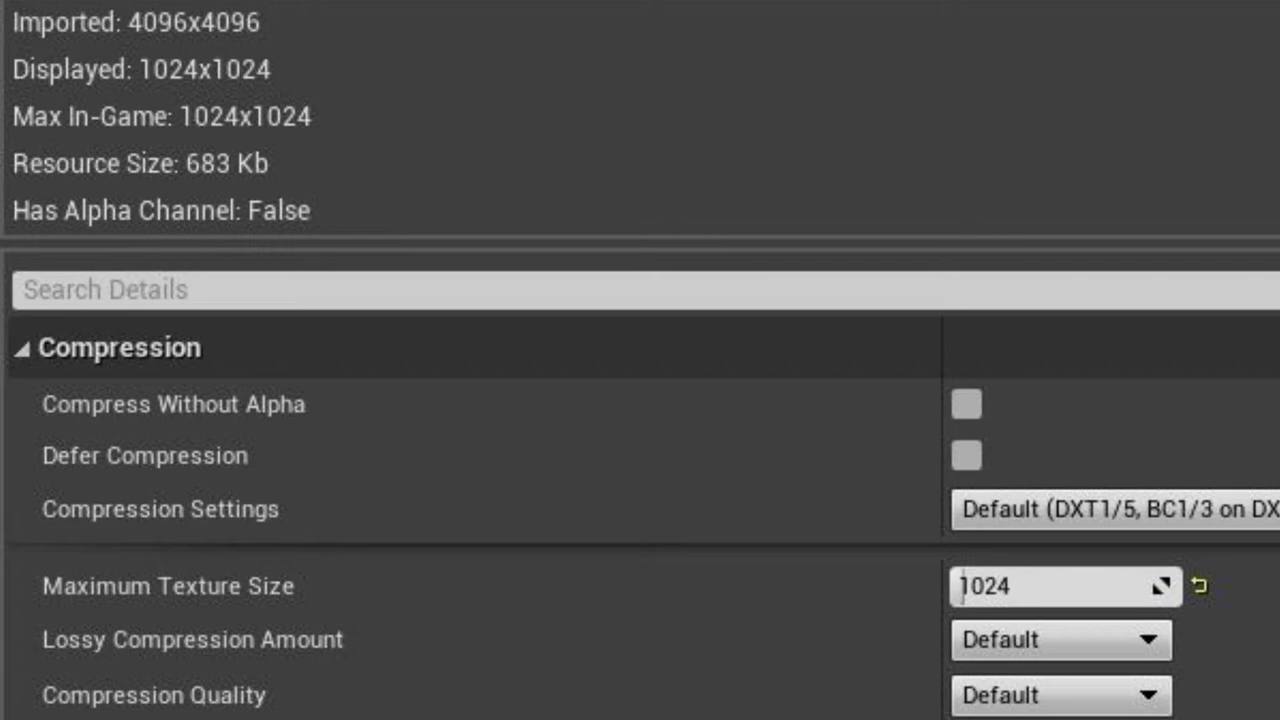 Imported: 4096x4096
Displayed: 1024x1024
Max In-Game: 1024x1024
Resource Size: 683 Kb
Has Alpha Channel: False
Search Details
Compression
Compress Without Alpha
Defer Compression
Compression Settings Default (DXT1/5, BC1/3 on DX
Maximum Texture Size 1024
Lossy Compression Amount Default
Compression Quality Default